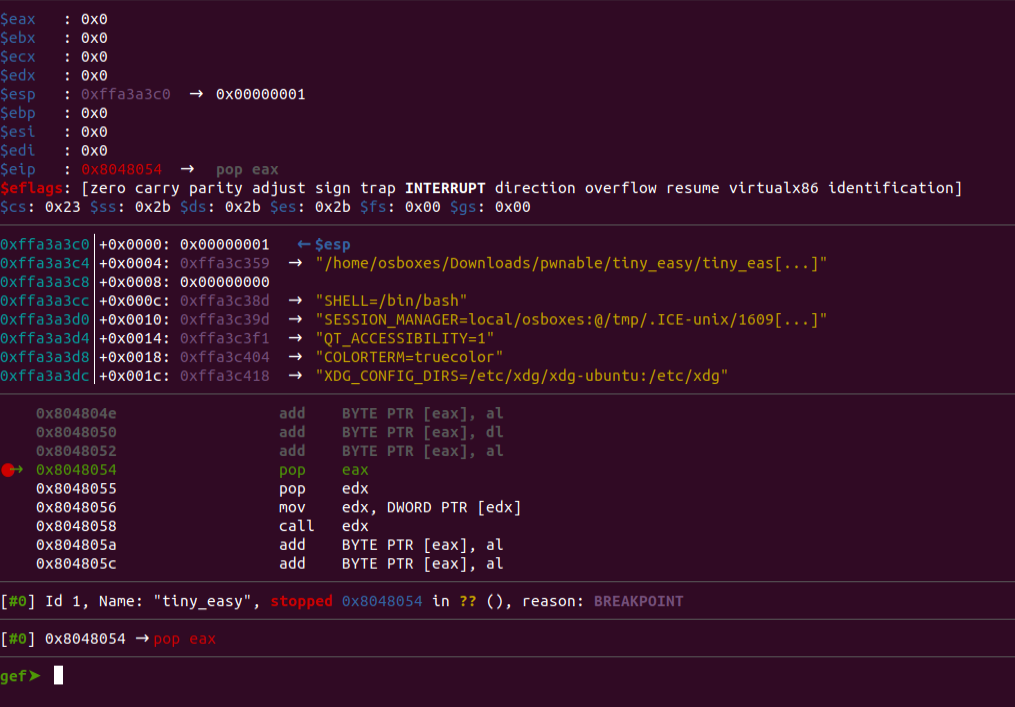 $eax   : 0x0
$ebx   : 0x0
$ecx   : 0x0
$edx   : 0x0
$esp   : 0xffa3a3c0  →  0x00000001
$ebp   : 0x0
$esi   : 0x0
$edi   : 0x0
$eip   : 0x8048054  →  pop eax
$eflags: [zero carry parity adjust sign trap INTERRUPT direction overflow resume virtualx86 identification]
$cs: 0x23 $ss: 0x2b $ds: 0x2b $es: 0x2b $fs: 0x00 $gs: 0x00
0xffa3a3c0│+0x0000: 0x00000001   ←$esp
0xffa3a3c4│+0x0004: 0xffa3c359  →  "/home/osboxes/Downloads/pwnable/tiny_easy/tiny_eas[...]"
0xffa3a3c8│+0x0008: 0x00000000
0xffa3a3cc│+0x000c: 0xffa3c38d  →  "SHELL=/bin/bash"
0xffa3a3d0│+0x0010: 0xffa3c39d  →  "SESSION_MANAGER=local/osboxes:@/tmp/.ICE-unix/1609[...]"
0xffa3a3d4│+0x0014: 0xffa3c3f1  →  "QT_ACCESSIBILITY=1"
0xffa3a3d8│+0x0018: 0xffa3c404  →  "COLORTERM=truecolor"
0xffa3a3dc│+0x001c: 0xffa3c418  →  "XDG_CONFIG_DIRS=/etc/xdg/xdg-ubuntu:/etc/xdg"
0x804804e                  add    BYTE PTR [eax], al
0x8048050                  add    BYTE PTR [eax], dl
0x8048052                  add    BYTE PTR [eax], al
●→ 0x8048054                  pop    eax
0x8048055                  pop    edx
0x8048056                  mov    edx, DWORD PTR [edx]
0x8048058                  call   edx
0x804805a                  add    BYTE PTR [eax], al
0x804805c                  add    BYTE PTR [eax], al
[#0] Id 1, Name: "tiny_easy", stopped 0x8048054 in ?? (), reason: BREAKPOINT
[#0] 0x8048054 →pop eax
gef➤